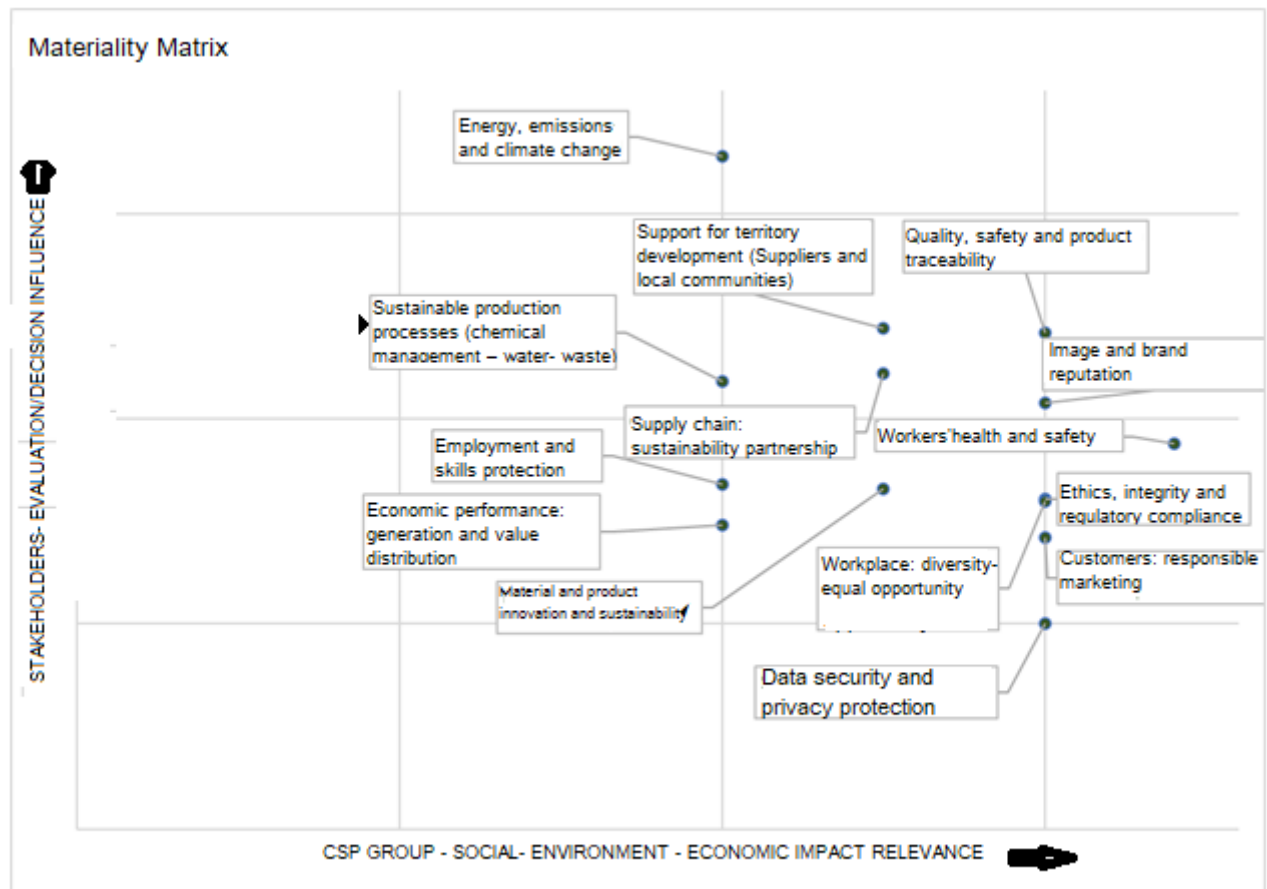 Materiality Matrix
Energy, emissions
and climate change
Support for territory
development (Suppliers and
local communities)
Quality, safety and product
traceability
Sustainable production
processes (chemical
management – water- waste)
Image and brand
reputation
Supply chain:
sustainability partnership
Workers'health and safety
Employment and
skills protection
Ethics, integrity and
regulatory compliance
Economic performance:
generation and value
distribution
Workplace: diversity-
equal opportunity
Customers: responsible
marketing
Material and product
innovation and sustainability
Data security and
privacy protection
STAKEHOLDERS- EVALUATION/DECISION INFLUENCE
CSP GROUP - SOCIAL- ENVIRONMENT - ECONOMIC IMPACT RELEVANCE